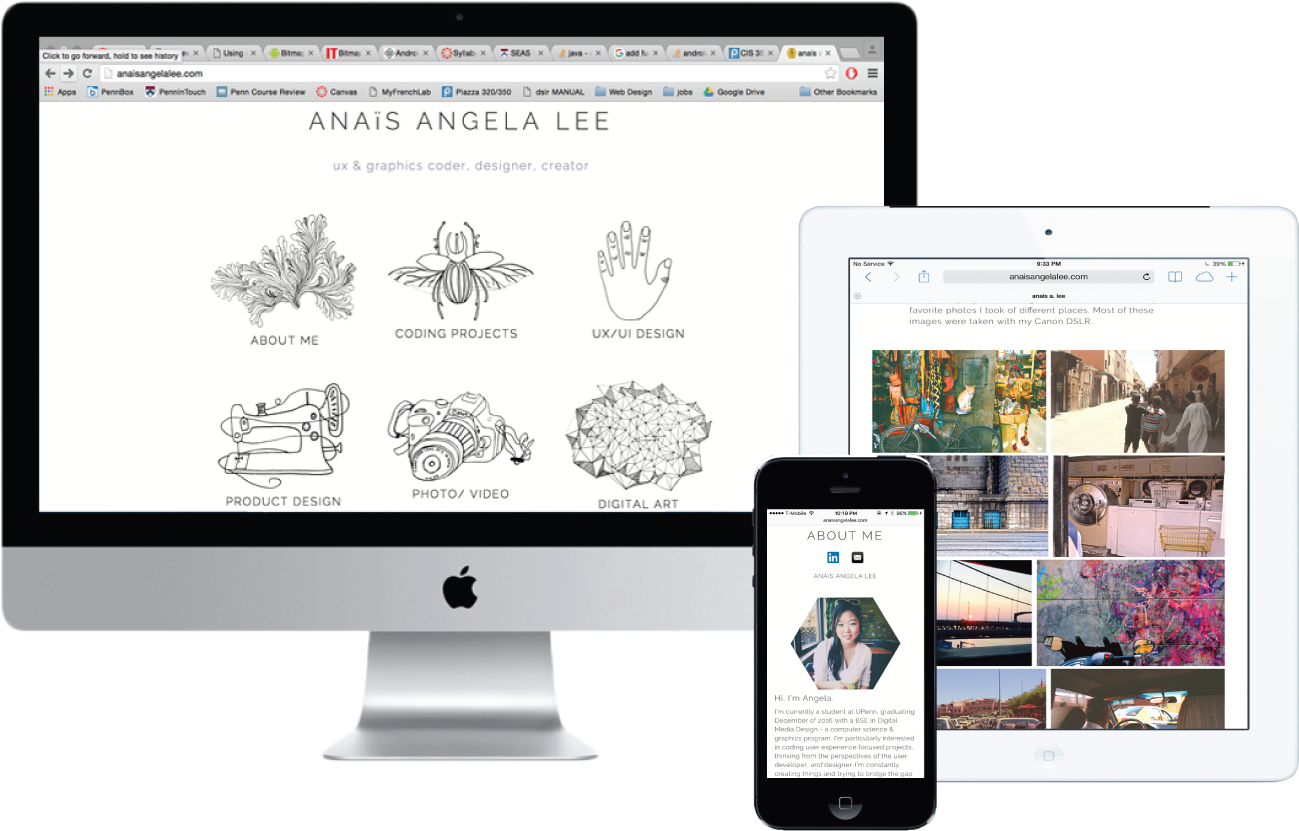 Click to go forward, hold to see history
Using
Bitmap
Bitmap
Androi
Syllab
SEAS
java -
add fu
androi
CIS 35
anais a
anaisangelalee.com
Apps PennBox PennInTouch Penn Course Review Canvas MyFrenchLab Piazza 320/350 dslr MANUAL Web Design jobs Google Drive Other Bookmarks
ANAïS ANGELA LEE
ux & graphics coder, designer, creator
ABOUT ME
CODING PROJECTS
UX/UI DESIGN
PRODUCT DESIGN
PHOTO/ VIDEO
DIGITAL ART
No Service 9:33 PM 39%
anaisangelalee.com
anais a. lee
favorite photos I took of different places. Most of these
images were taken with my Canon DSLR.
T-Mobile 10:19 PM 96%
anaisangelalee.com
ABOUT ME
in
ANAIS ANGELA LEE
Hi, I'm Angela.
I'm currently a student at UPenn, graduating
December of 2016 with a BSE in Digital
Media Design - a computer science &
graphics program. I'm particularly interested
in coding user experience focused projects,
thinking from the perspectives of the user,
developer, and designer. I'm constantly
creating things and trying to bridge the gap